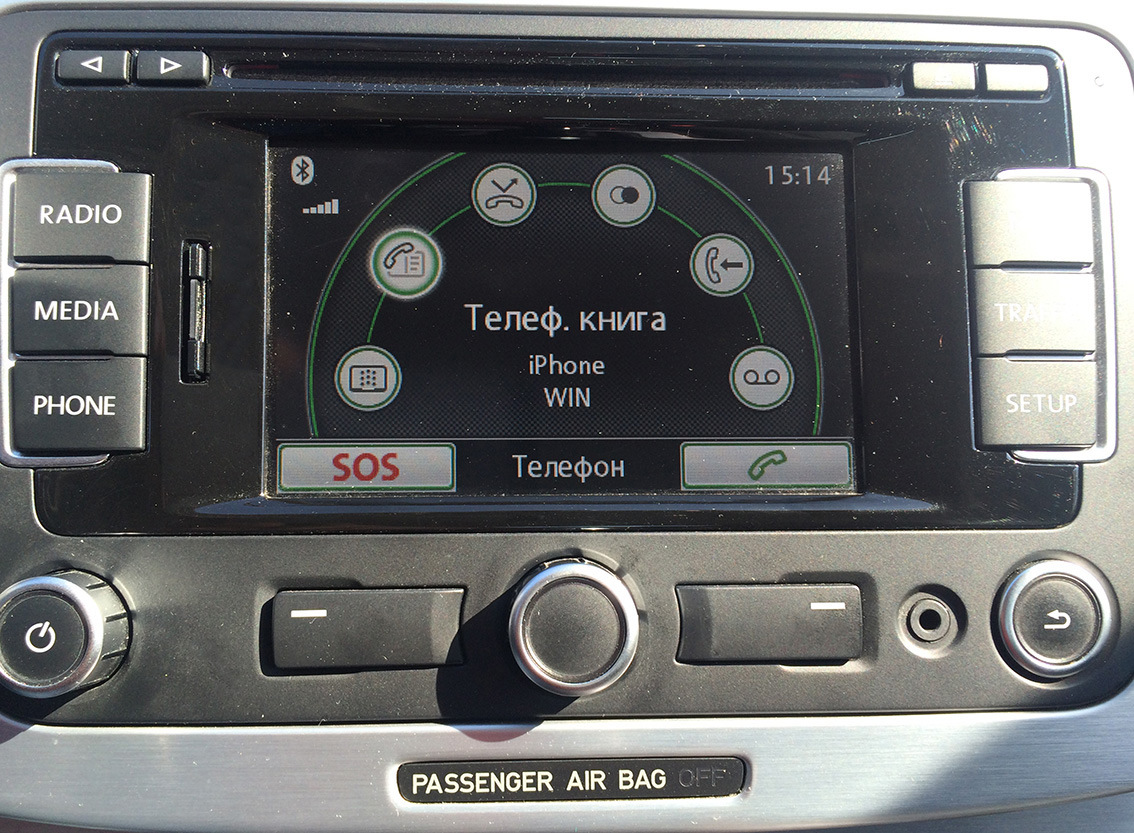 RADIO
MEDIA
PHONE
15:14
Телеф. книга
iPhone
WIN
SOS
Телефон
SETUP
PASSENGER AIR BAG OFF